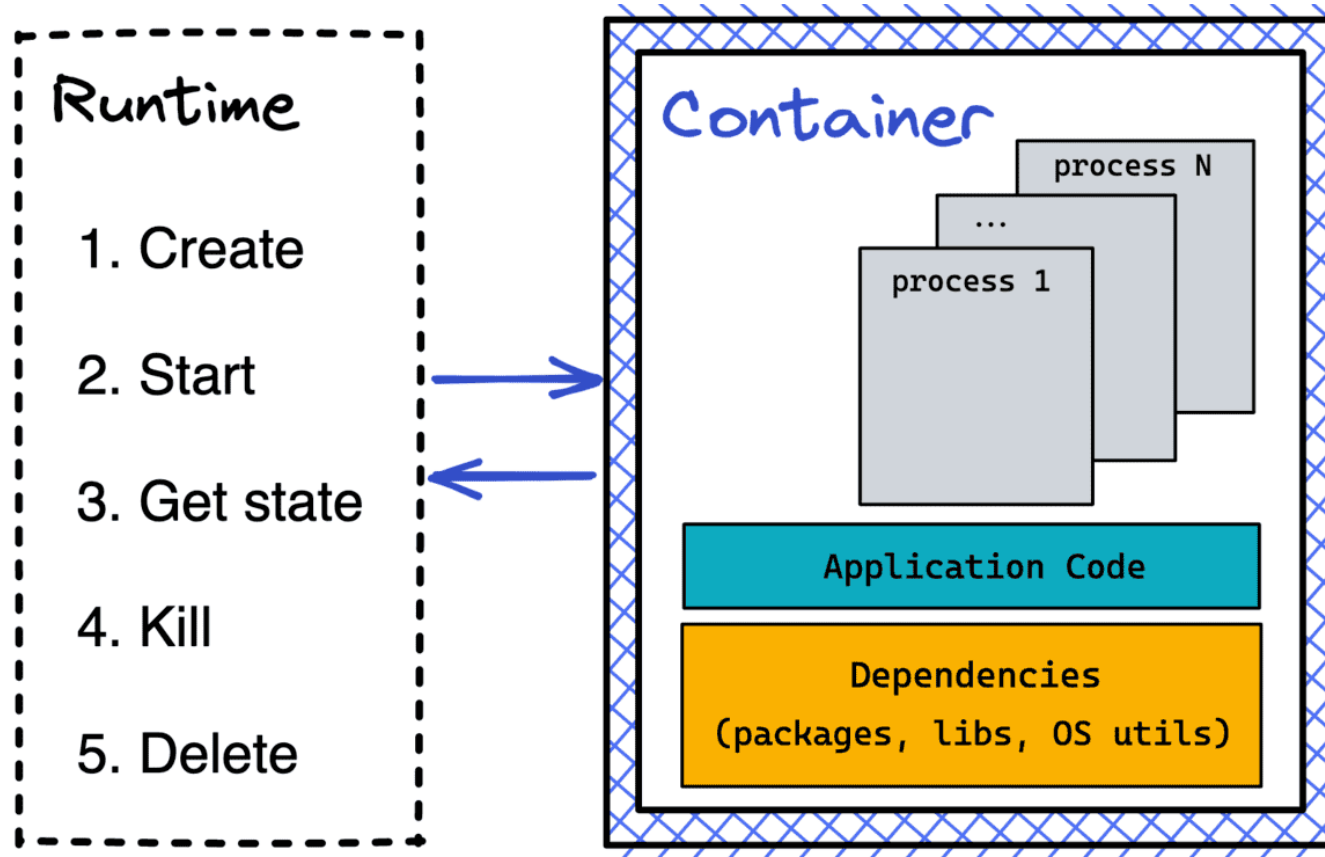 Runtime
1. Create
2. Start
3. Get state
4. Kill
5. Delete
Container
process N
...
process 1
Application Code
Dependencies
(packages, libs, OS utils)